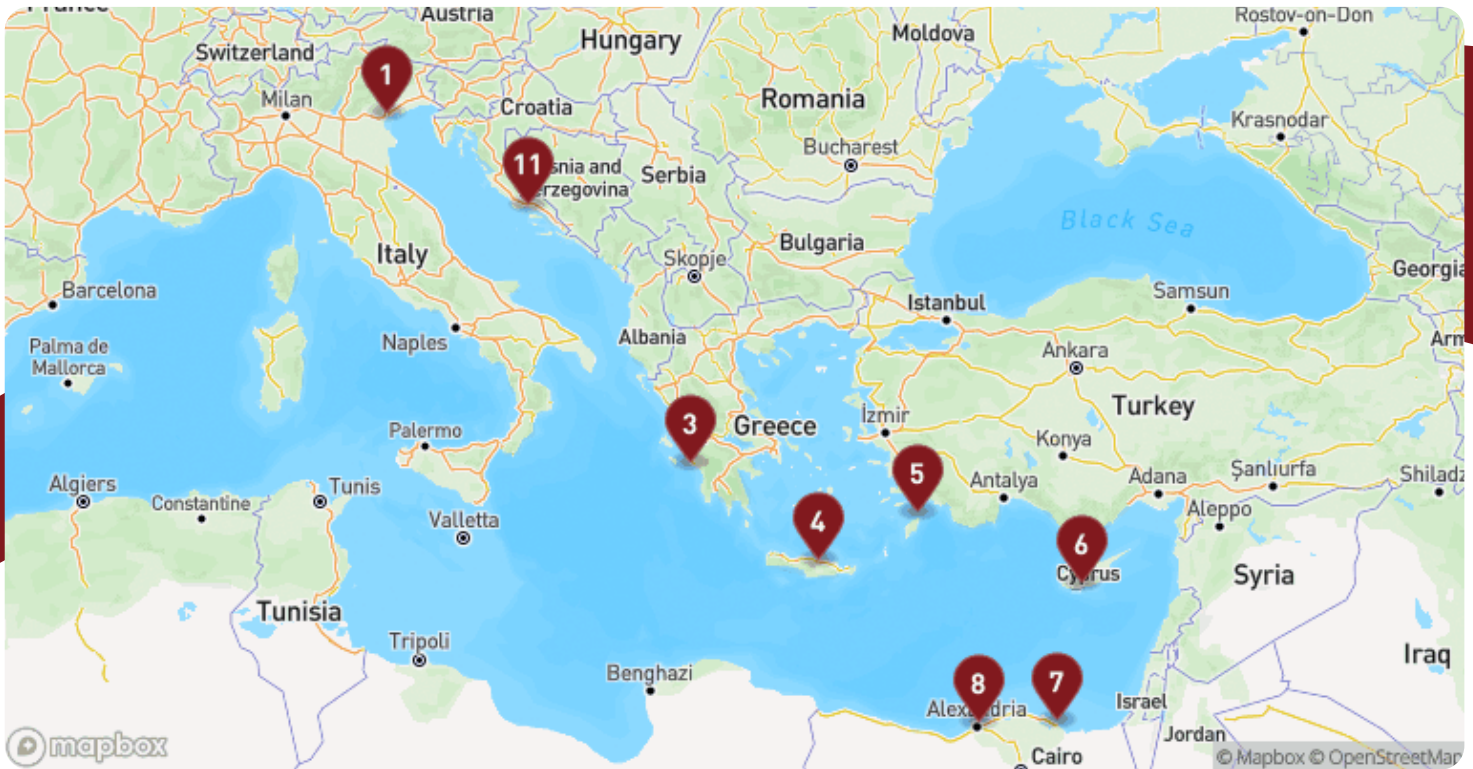 France
Austria
Switzerland
Hungary
Moldova
Rostov-on-Don
1
Milan
Croatia
Romania
Krasnodar
11
snia and
erzegovina
Serbia
Bucharest
Black Sea
Italy
Skopje
Bulgaria
Georgia
Barcelona
Istanbul
Samsun
Naples
Albania
Arm
Palma de
Mallorca
Ankara
3
Greece
İzmir
Turkey
Palermo
Konya
5
Algiers
Constantine
Tunis
Antalya
Adana
Şanlıurfa
Shiladz
Valletta
4
Aleppo
6
Cyprus
Syria
Tunisia
Tripoli
Benghazi
8
7
Iraq
Alexandria
Israel
Jordan
mapbox
Cairo
© Mapbox © OpenStreetMap